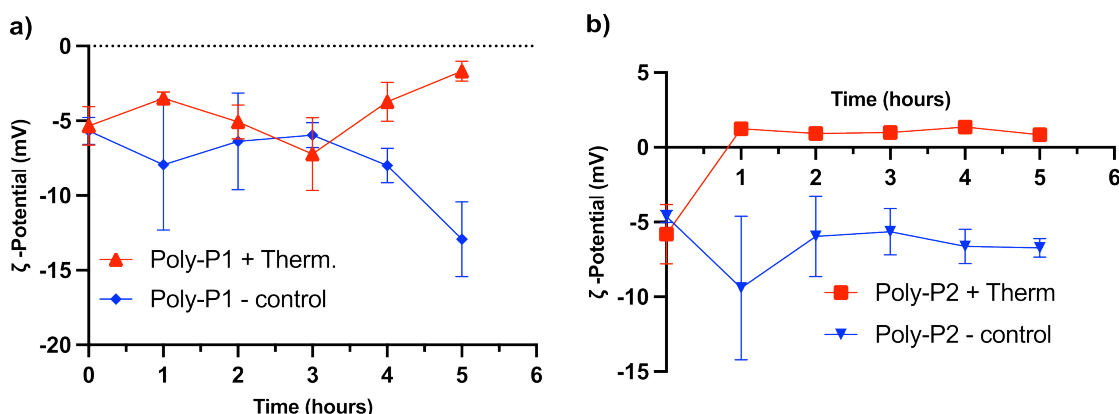 a)
0
-5
-10
-15
-20
ζ -Potential (mV)
Poly-P1 + Therm.
Poly-P1 - control
0 1 2 3 4 5 6
Time (hours)
b)
5
0
-5
-10
-15
ζ -Potential (mV)
Time (hours)
1 2 3 4 5 6
Poly-P2 + Therm
Poly-P2 - control